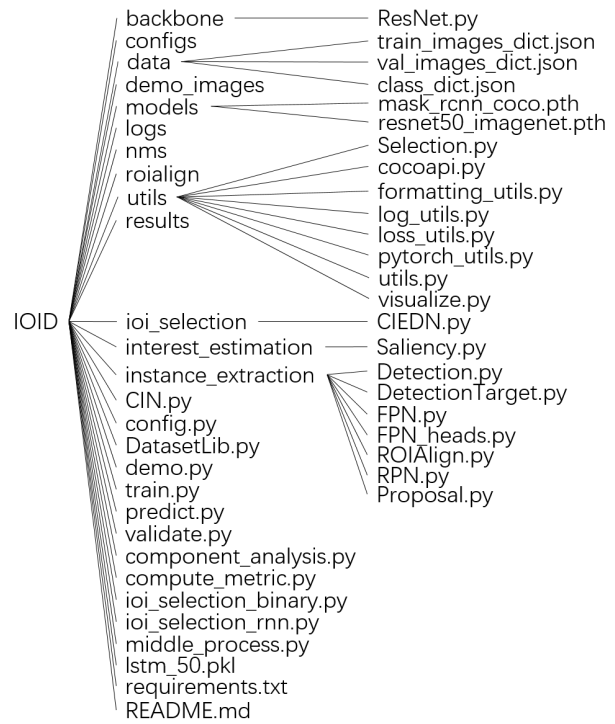 IOID
backbone
configs
data
demo_images
models
logs
nms
roialign
utils
results
ioi_selection
interest_estimation
instance_extraction
CIN.py
config.py
DatasetLib.py
demo.py
train.py
predict.py
validate.py
component_analysis.py
compute_metric.py
ioi_selection_binary.py
ioi_selection_rnn.py
middle_process.py
lstm_50.pkl
requirements.txt
README.md
ResNet.py
train_images_dict.json
val_images_dict.json
class_dict.json
mask_rcnn_coco.pth
resnet50_imagenet.pth
Selection.py
cocoapi.py
formatting_utils.py
log_utils.py
loss_utils.py
pytorch_utils.py
utils.py
visualize.py
CIEDN.py
Saliency.py
Detection.py
DetectionTarget.py
FPN.py
FPN_heads.py
ROIAlign.py
RPN.py
Proposal.py